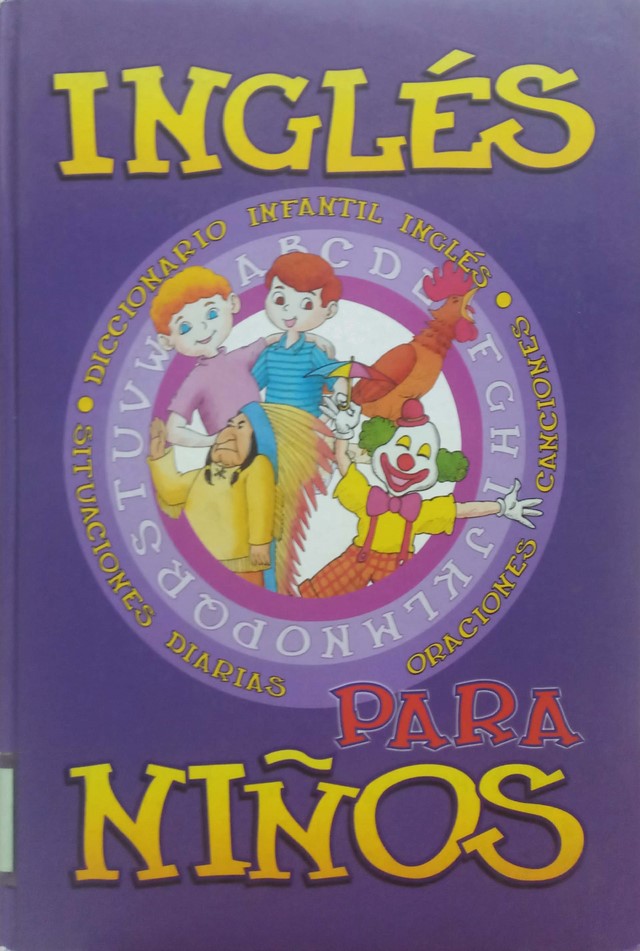 INGLÉS
DICCIONARIO INFANTIL INGLÉS • CANCIONES
ORACIONES
SITUACIONES DIARIAS •
A B C D E F G H I J K L M N O P Q R S T U V W
PARA
NIÑOS